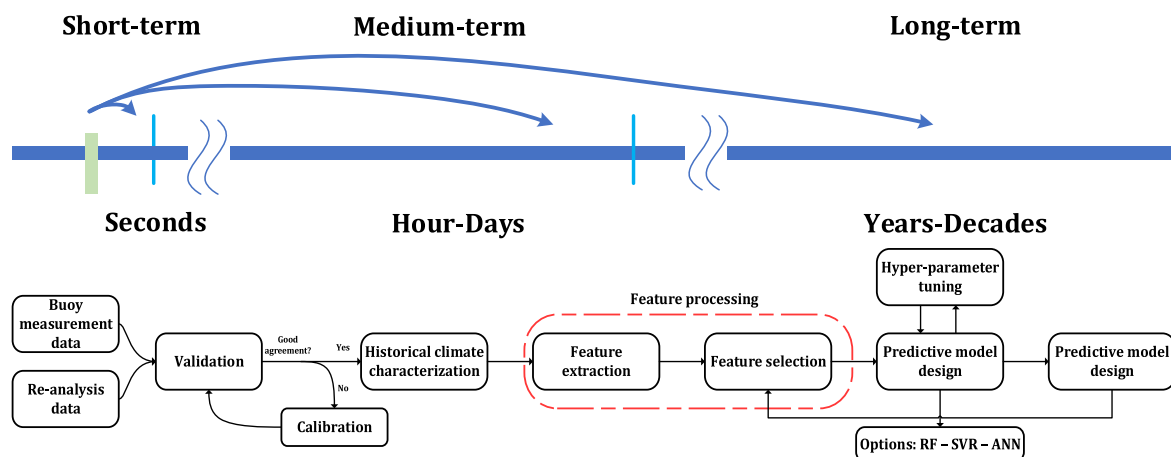 Short-term
Medium-term
Long-term
Seconds
Hour-Days
Years-Decades
Buoy
measurement
data
Re-analysis
data
Validation
Good
agreement?
Yes
No
Calibration
Historical climate
characterization
Feature processing
Feature
extraction
Feature selection
Hyper-parameter
tuning
Predictive model
design
Predictive model
design
Options: RF – SVR – ANN